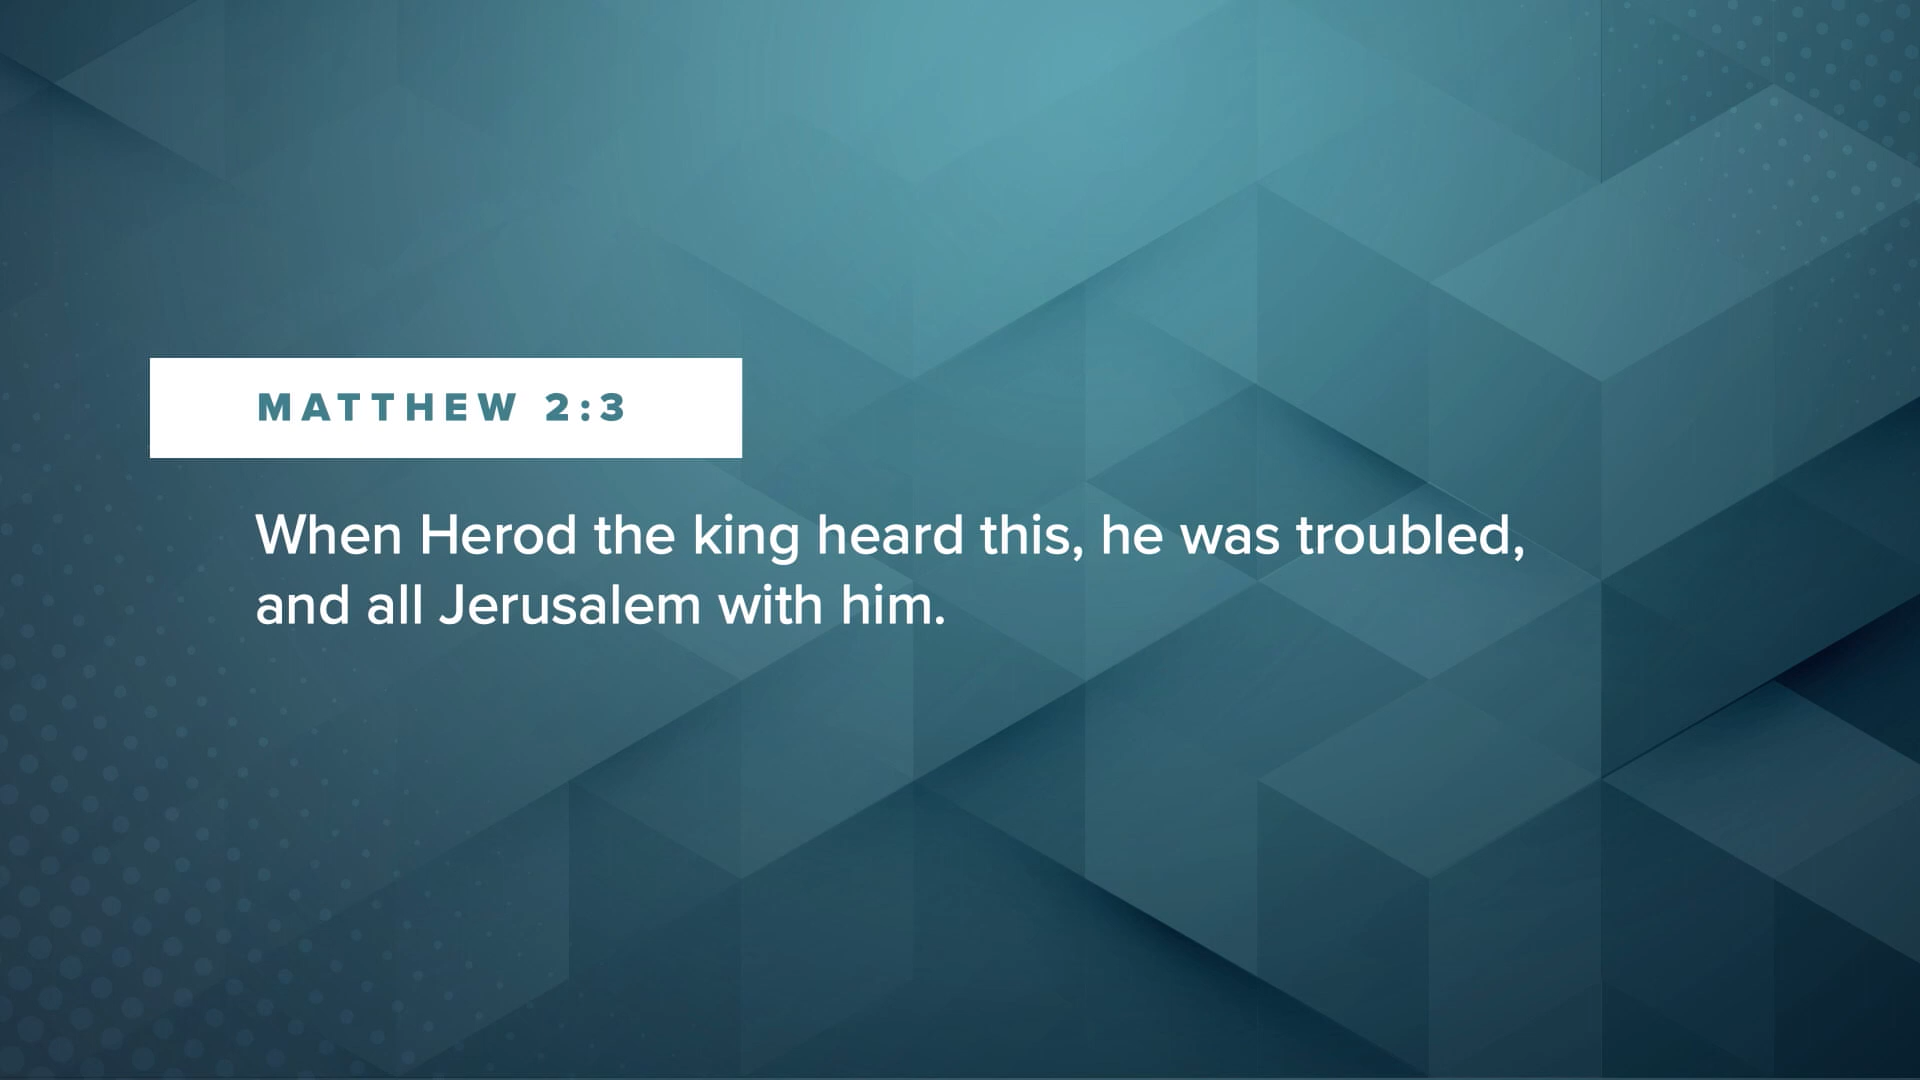 MATTHEW 2:3
When Herod the king heard this, he was troubled,
and all Jerusalem with him.